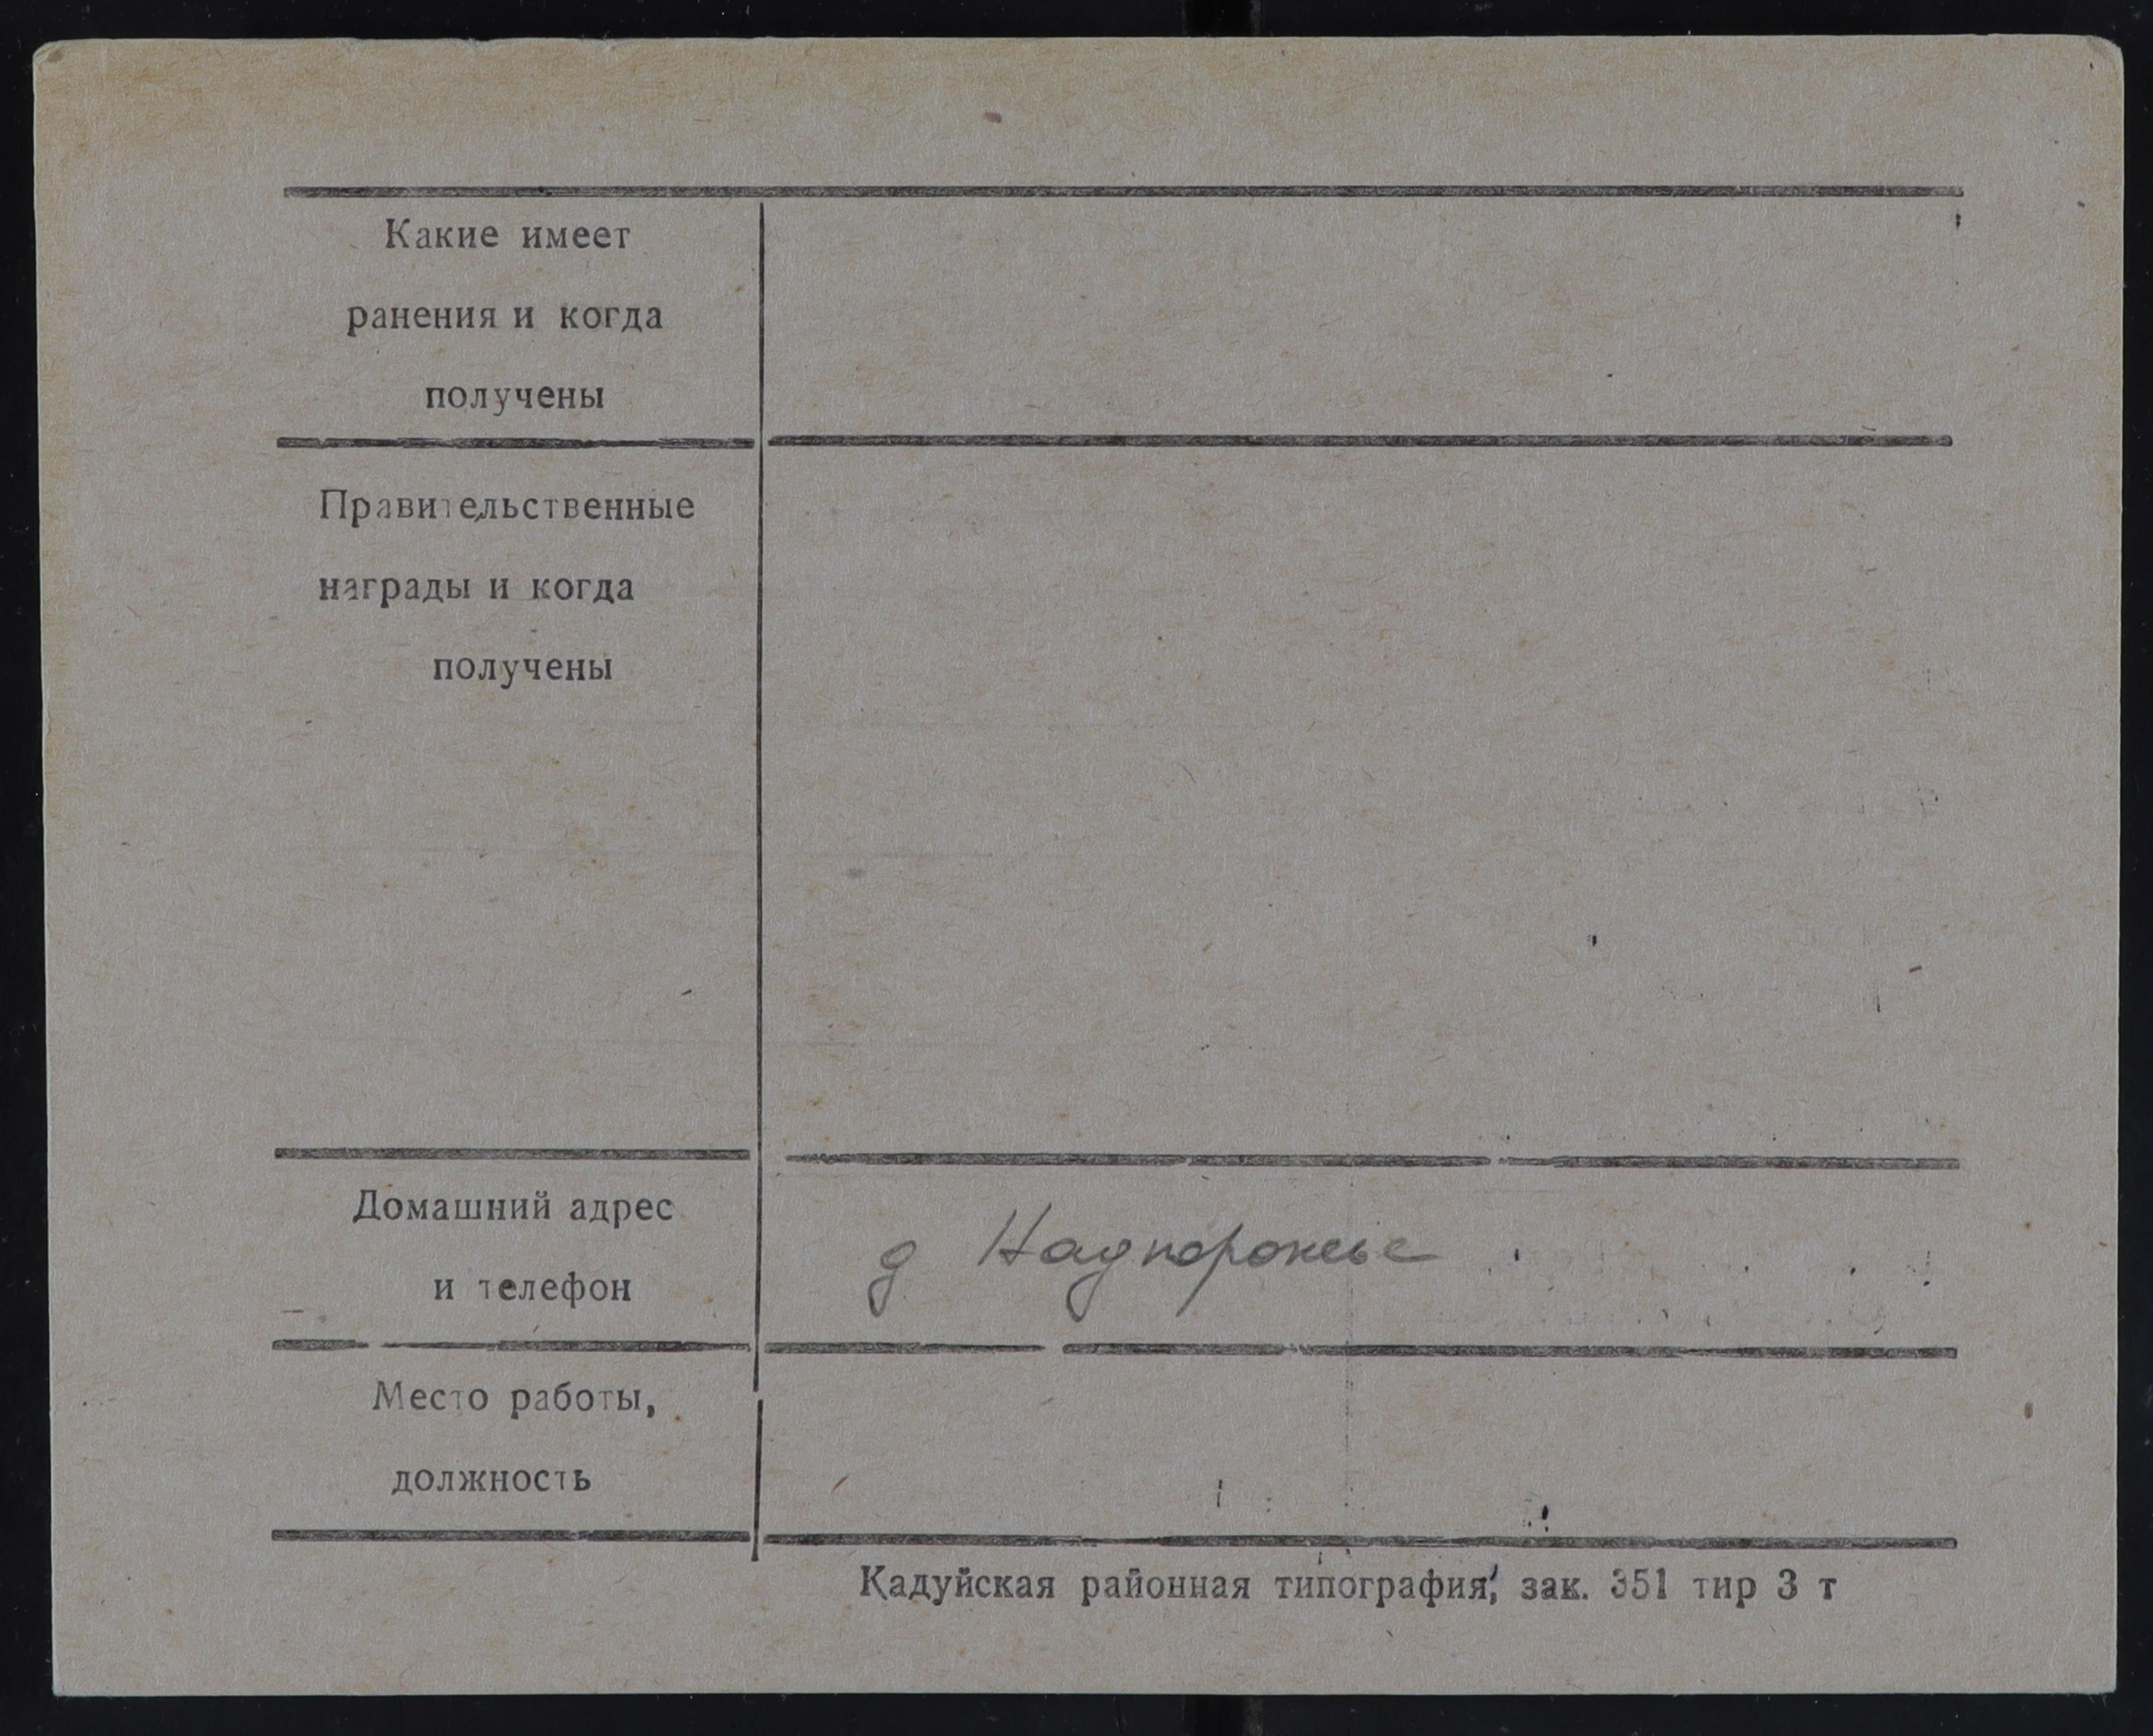 Какие имеет
ранения и когда
получены
Правительственные
награды и когда
получены
Домашний адрес
и телефон
д Надпорожье
Место работы,
должность
Кадуйская районная типография, зак. 351 тир 3 т